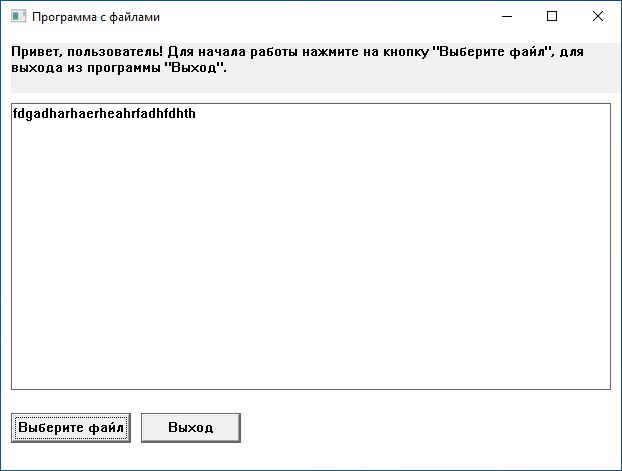 Программа с файлами
Привет, пользователь! Для начала работы нажмите на кнопку "Выберите файл", для
выхода из программы "Выход".
fdgadharhaerheahrfadhfdhth
Выберите файл
Выход